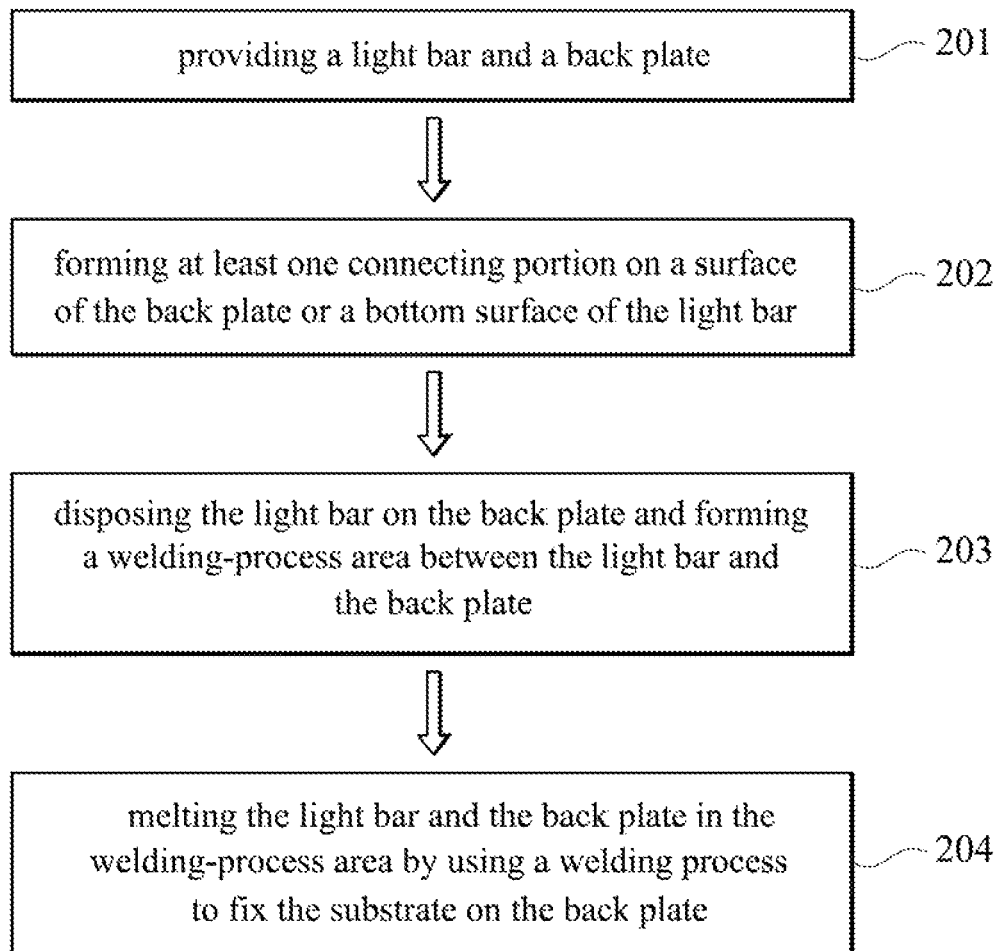 providing a light bar and a back plate
201
forming at least one connecting portion on a surface
of the back plate or a bottom surface of the light bar
202
disposing the light bar on the back plate and forming
a welding-process area between the light bar and
the back plate
203
melting the light bar and the back plate in the
welding-process area by using a welding process
to fix the substrate on the back plate
204